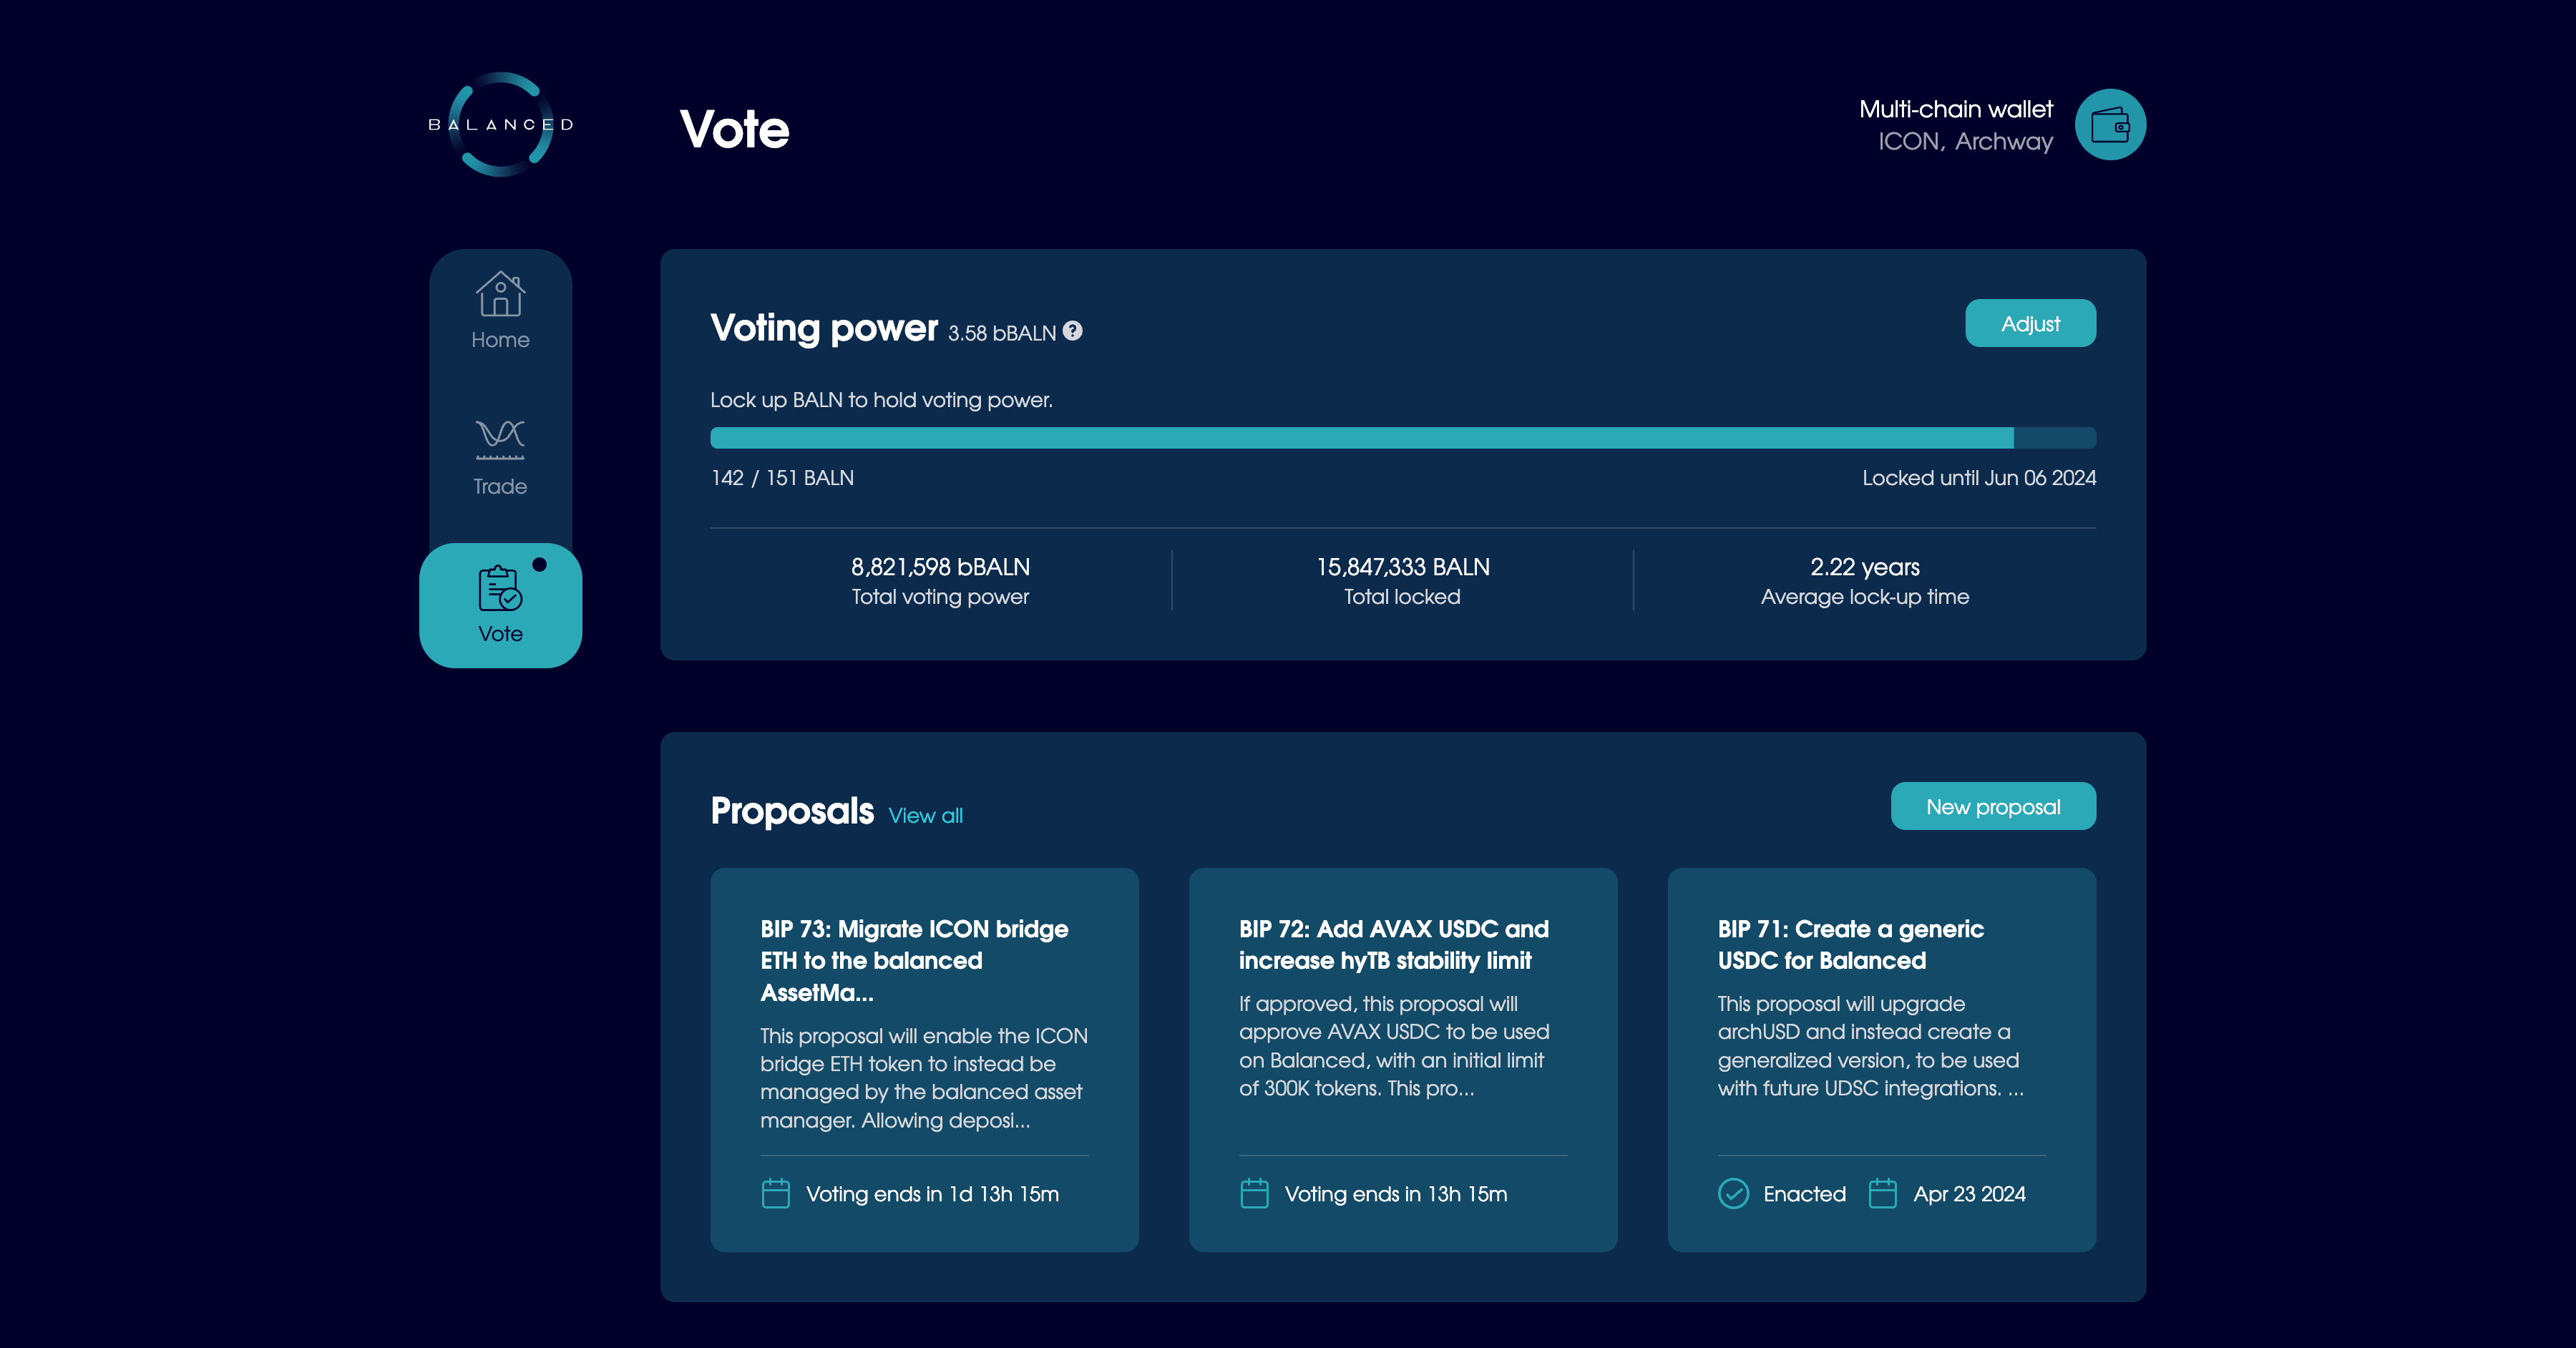 BALANCED
Vote
Multi-chain wallet
ICON, Archway
Home
Trade
Vote
Voting power 3.58 bBALN ?
Adjust
Lock up BALN to hold voting power.
142 / 151 BALN
Locked until Jun 06 2024
8,821,598 bBALN
Total voting power
15,847,333 BALN
Total locked
2.22 years
Average lock-up time
Proposals View all
New proposal
BIP 73: Migrate ICON bridge
ETH to the balanced
AssetMa...
This proposal will enable the ICON
bridge ETH token to instead be
managed by the balanced asset
manager. Allowing deposi...
Voting ends in 1d 13h 15m
BIP 72: Add AVAX USDC and
increase hyTB stability limit
If approved, this proposal will
approve AVAX USDC to be used
on Balanced, with an initial limit
of 300K tokens. This pro...
Voting ends in 13h 15m
BIP 71: Create a generic
USDC for Balanced
This proposal will upgrade
archUSD and instead create a
generalized version, to be used
with future UDSC integrations. ...
Enacted
Apr 23 2024